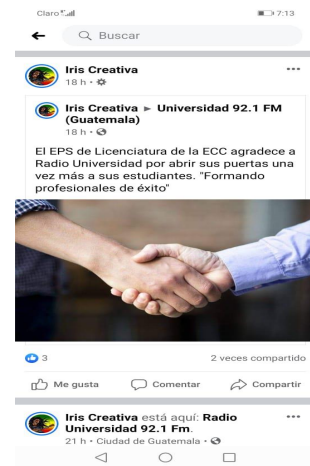 Claro 7:13
Buscar
Iris Creativa
18 h •
Iris Creativa ► Universidad 92.1 FM
(Guatemala)
18 h •
El EPS de Licenciatura de la ECC agradece a
Radio Universidad por abrir sus puertas una
vez más a sus estudiantes. "Formando
profesionales de éxito"
3 2 veces compartido
Me gusta Comentar Compartir
Iris Creativa está aquí: Radio
Universidad 92.1 Fm.
21 h • Ciudad de Guatemala •